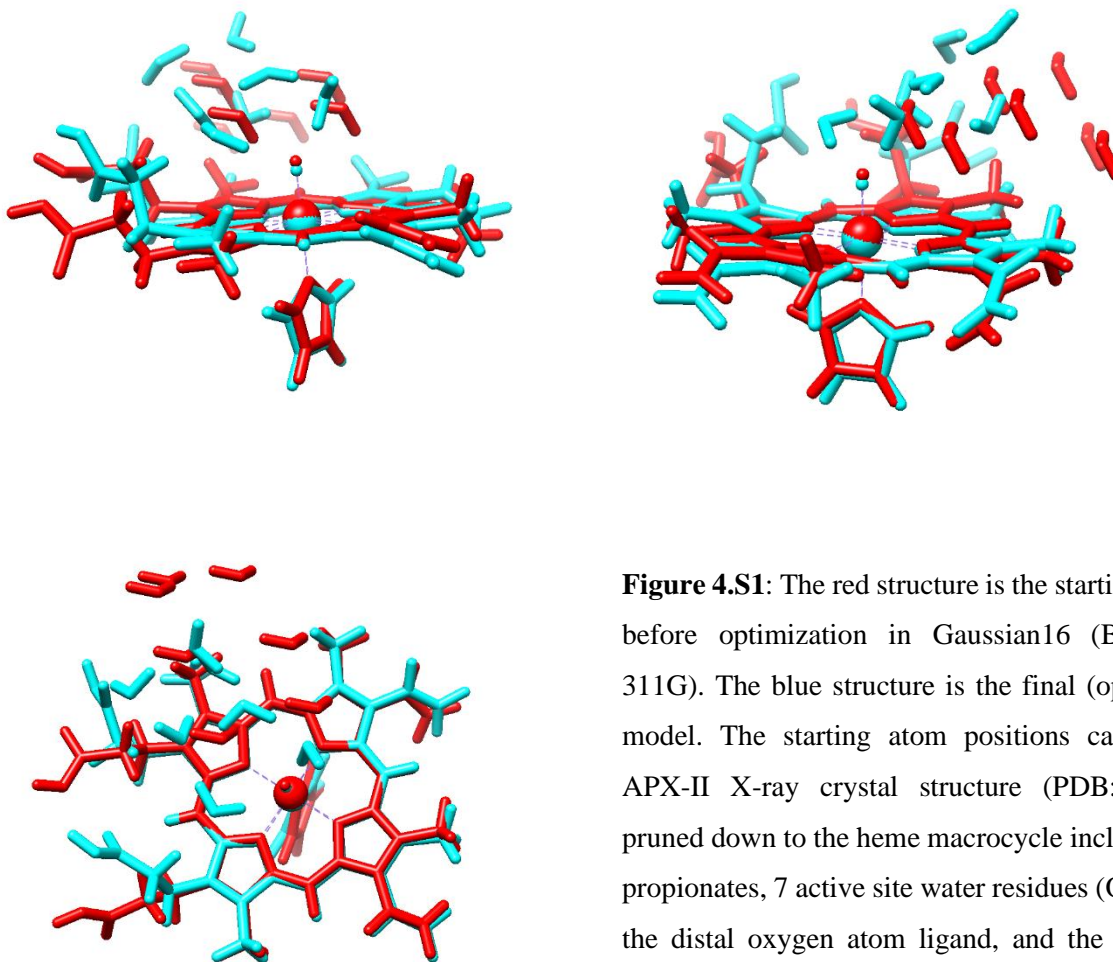 Figure 4.S1: The red structure is the starti
before optimization in Gaussian16 (B
311G). The blue structure is the final (op
model. The starting atom positions ca
APX-II X-ray crystal structure (PDB:
pruned down to the heme macrocycle incl
propionates, 7 active site water residues (
the distal oxygen atom ligand, and the